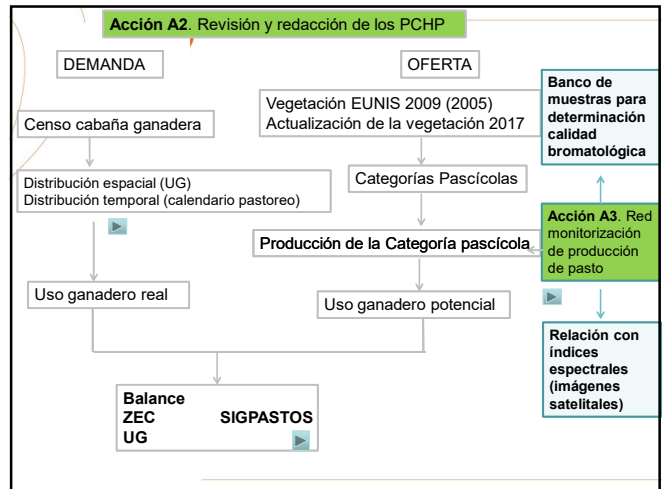 Acción A2. Revisión y redacción de los PCHP
DEMANDA
OFERTA
Censo cabaña ganadera
Vegetación EUNIS 2009 (2005)
Actualización de la vegetación 2017
Banco de
muestras para
determinación
calidad
bromatológica
Distribución espacial (UG)
Distribución temporal (calendario pastoreo)
Categorías Pascícolas
Producción de la Categoría pascícola
Acción A3. Red
monitorización
de producción
de pasto
Uso ganadero real
Uso ganadero potencial
Relación con
índices
espectrales
(imágenes
satelitales)
Balance
ZEC SIGPASTOS
UG